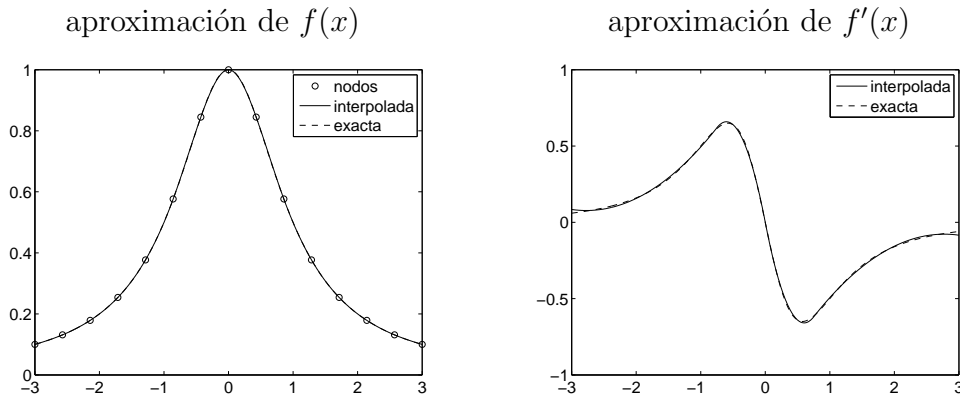 aproximación de f(x)
aproximación de f′(x)
1
0.8
0.6
0.4
0.2
0
−3 −2 −1 0 1 2 3
nodos
interpolada
exacta
1
0.5
0
−0.5
−1
−3 −2 −1 0 1 2 3
interpolada
exacta